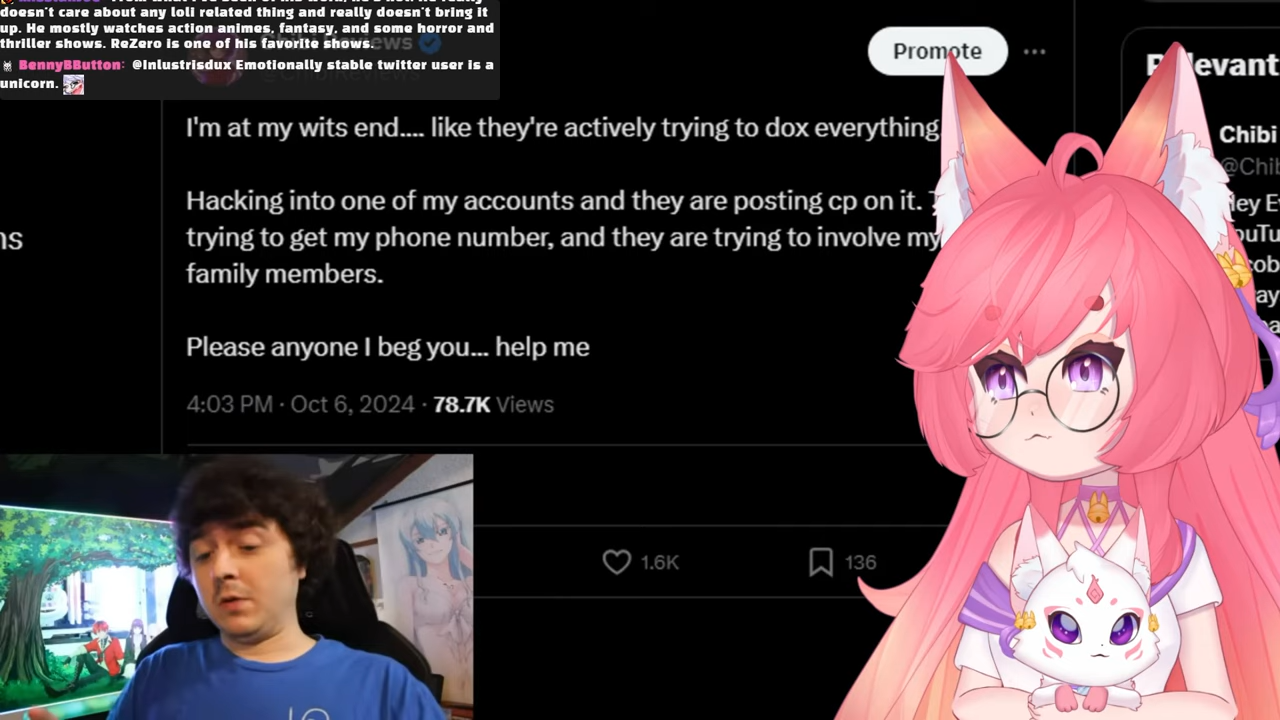 doesn't care about any loli related thing and really doesn't bring it
up. He mostly watches action animes, fantasy, and some horror and
thriller shows. ReZero is one of his favorite shows.
BennyBButton: @Inlustrisdux Emotionally stable twitter user is a
unicorn.
Promote
I'm at my wits end.... like they're actively trying to dox everything
Hacking into one of my accounts and they are posting cp on it.
trying to get my phone number, and they are trying to involve my
family members.
Please anyone I beg you... help me
4:03 PM · Oct 6, 2024 · 78.7K Views
1.6K
136
Chibi